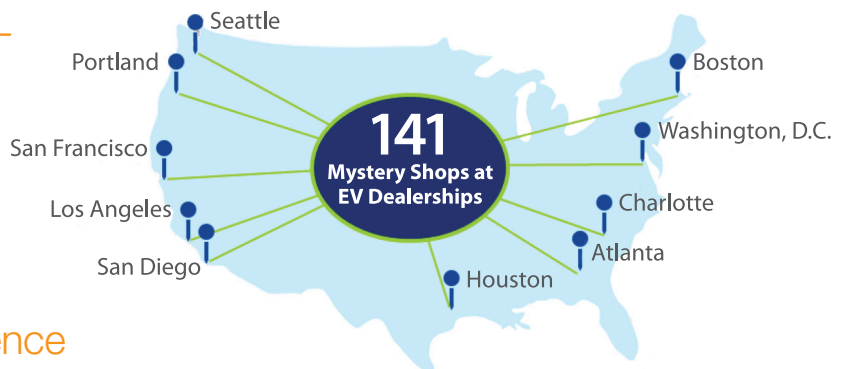 Seattle
Portland
Boston
141
Mystery Shops at
EV Dealerships
Washington, D.C.
San Francisco
Los Angeles
Charlotte
San Diego
Atlanta
Houston
ence